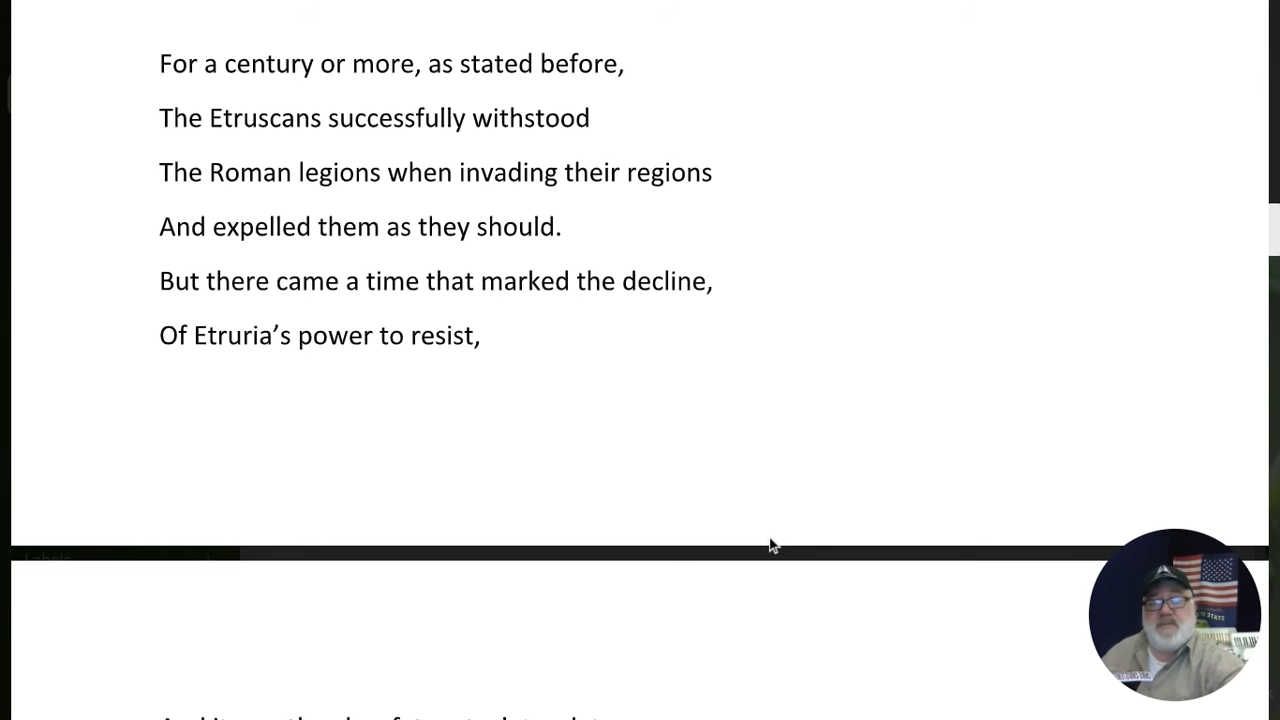 For a century or more, as stated before,
The Etruscans successfully withstood
The Roman legions when invading their regions
And expelled them as they should.
But there came a time that marked the decline,
Of Etruria’s power to resist,
Labels